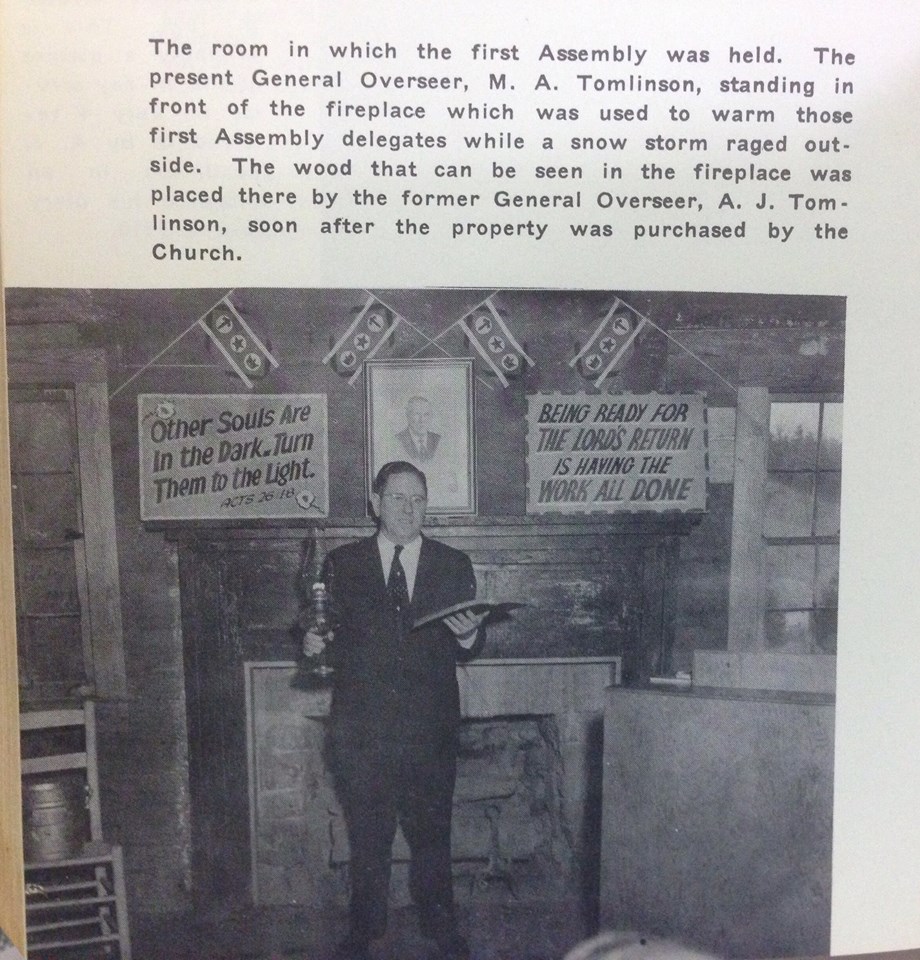 The room in which the first Assembly was held. The
present General Overseer, M. A. Tomlinson, standing in
front of the fireplace which was used to warm those
first Assembly delegates while a snow storm raged out-
side. The wood that can be seen in the fireplace was
placed there by the former General Overseer, A. J. Tom-
linson, soon after the property was purchased by the
Church.
Other Souls Are
In the Dark. Turn
Them to the Light.
ACTS 26:18
BEING READY FOR
THE LORD'S RETURN
IS HAVING THE
WORK ALL DONE